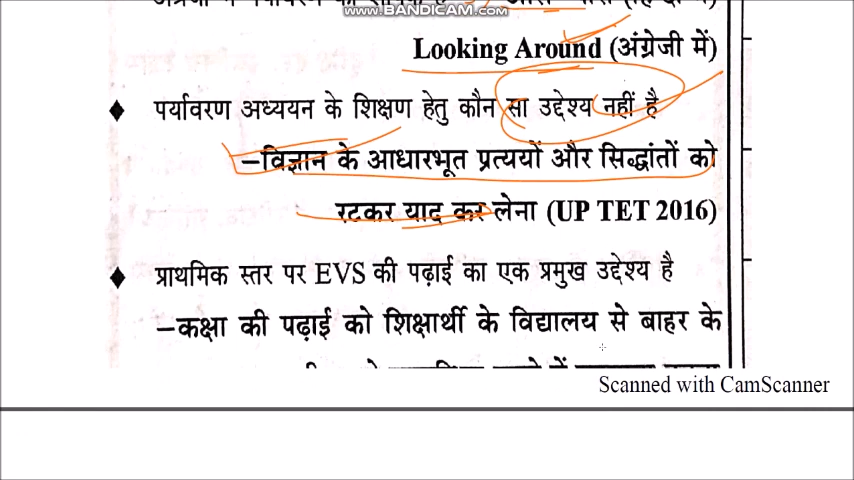 WWW.BANDICAM.COM
Looking Around (अंग्रेजी में)
♦ पर्यावरण अध्ययन के शिक्षण हेतु कौन सा उद्देश्य नहीं है
–विज्ञान के आधारभूत प्रत्ययों और सिद्धांतों को
रटकर याद कर लेना (UP TET 2016)
♦ प्राथमिक स्तर पर EVS की पढ़ाई का एक प्रमुख उद्देश्य है
–कक्षा की पढ़ाई को शिक्षार्थी के विद्यालय से बाहर के
Scanned with CamScanner